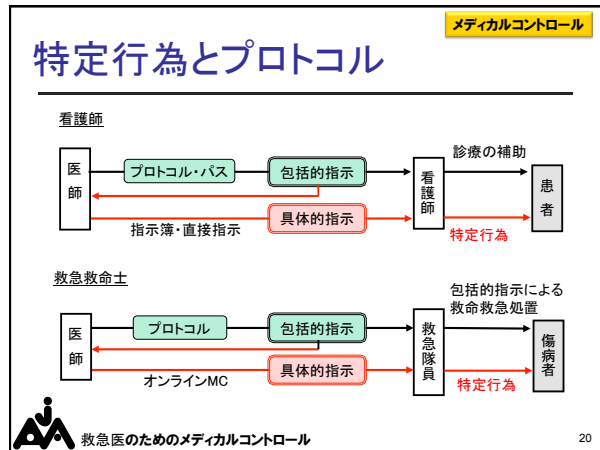 メディカルコントロール
特定行為とプロトコル
看護師
医師
プロトコル・パス
包括的指示
看護師
診療の補助
患者
指示簿・直接指示
具体的指示
特定行為
救急救命士
医師
プロトコル
包括的指示
救急隊員
包括的指示による
救命救急処置
傷病者
オンラインMC
具体的指示
特定行為
JAAM
救急医のためのメディカルコントロール
20